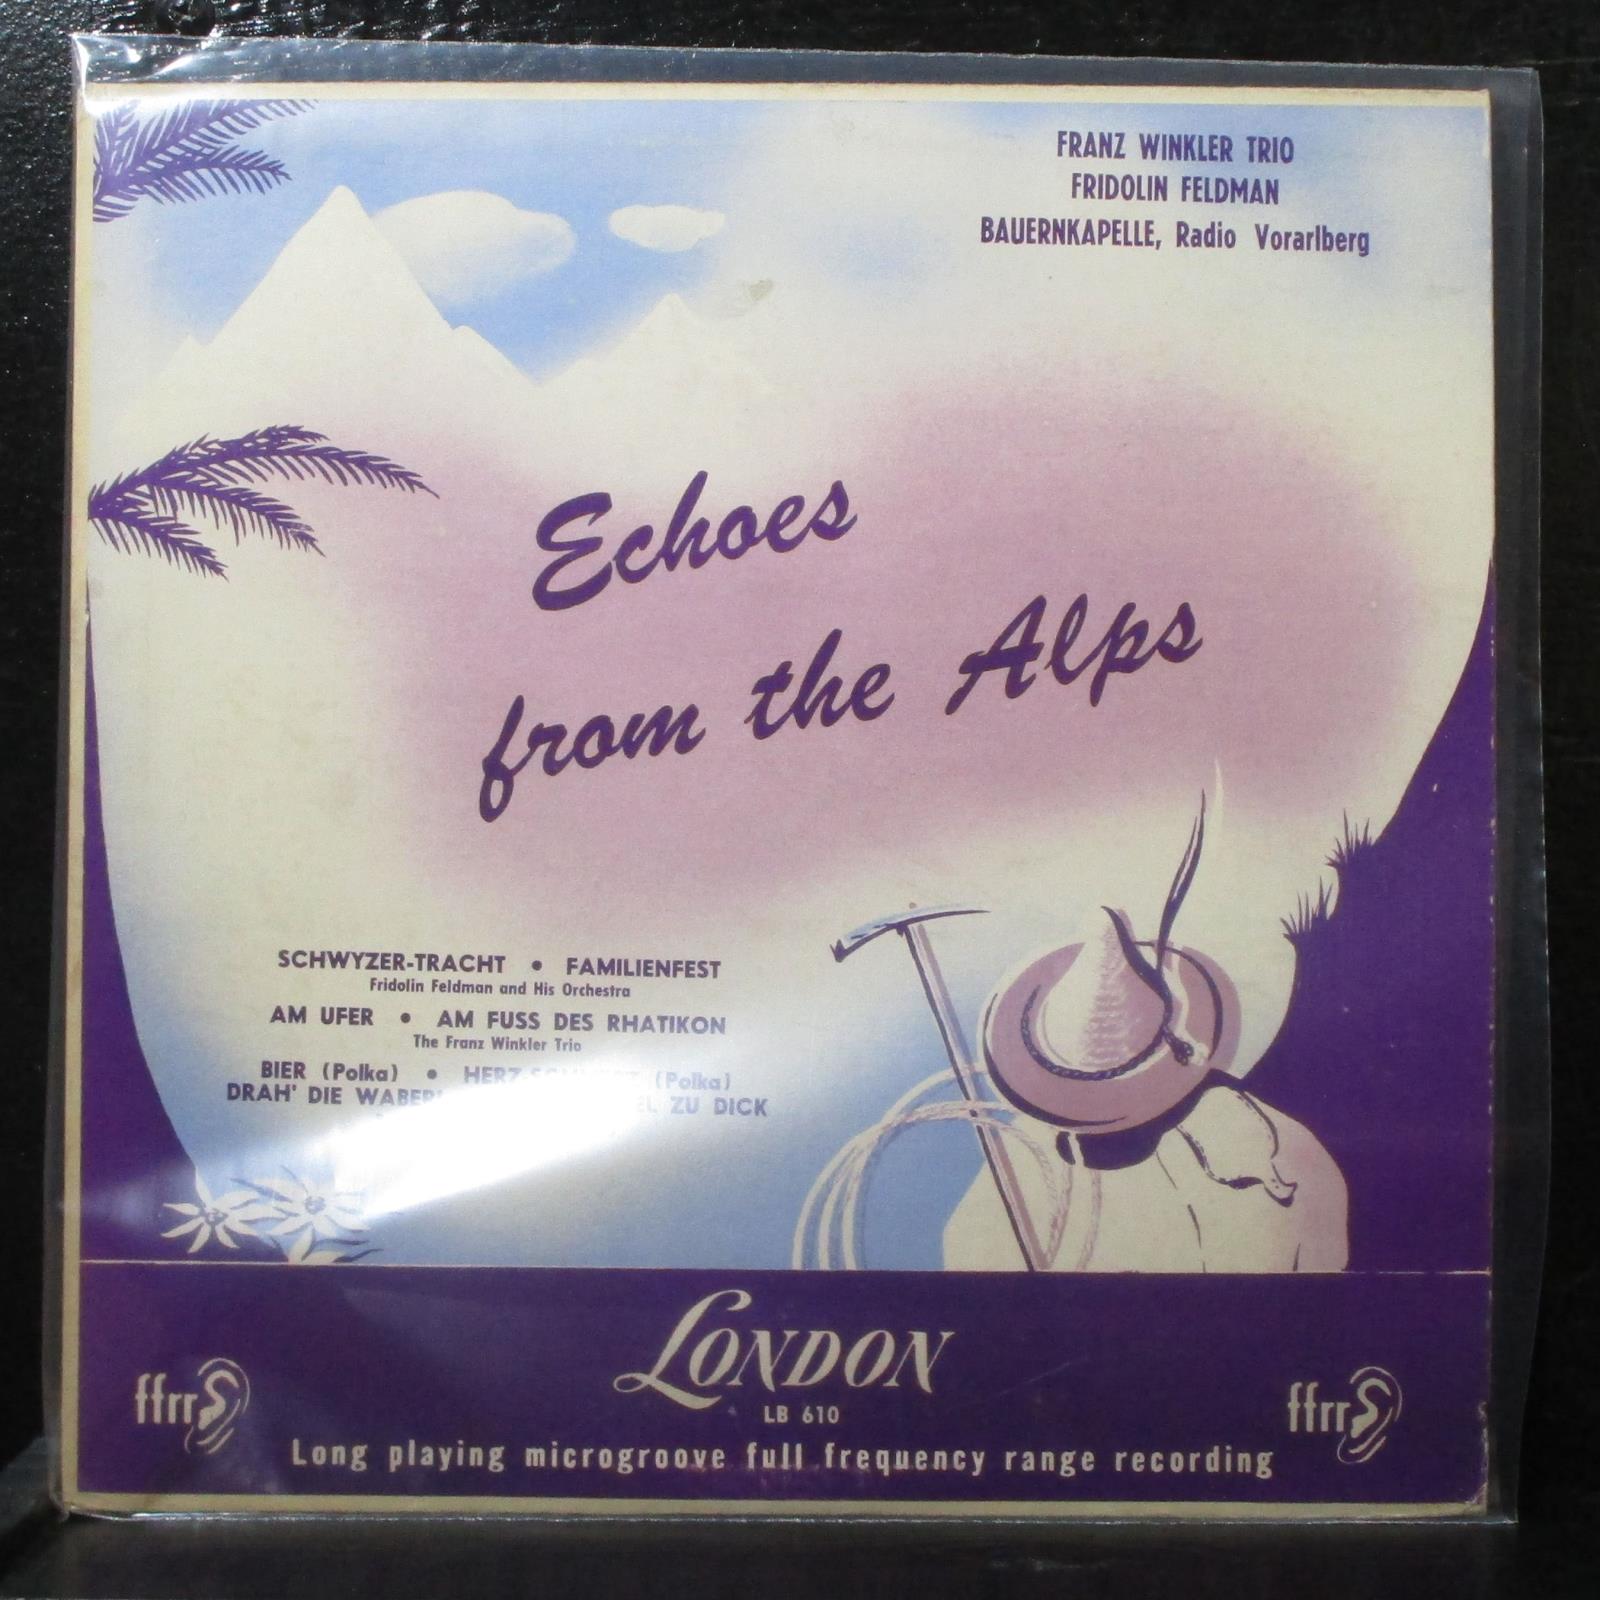 FRANZ WINKLER TRIO
FRIDOLIN FELDMAN
BAUERNKAPELLE, Radio Vorarlberg
Echoes
from the Alps
SCHWYZER-TRACHT • FAMILIENFEST
Fridolin Feldman and His Orchestra
AM UFER • AM FUSS DES RHATIKON
The Franz Winkler Trio
BIER (Polka) • (Polka)
DRAH' DIE ZU DICK
LONDON
LB 610
ffrr
ffrr
Long playing microgroove full frequency range recording